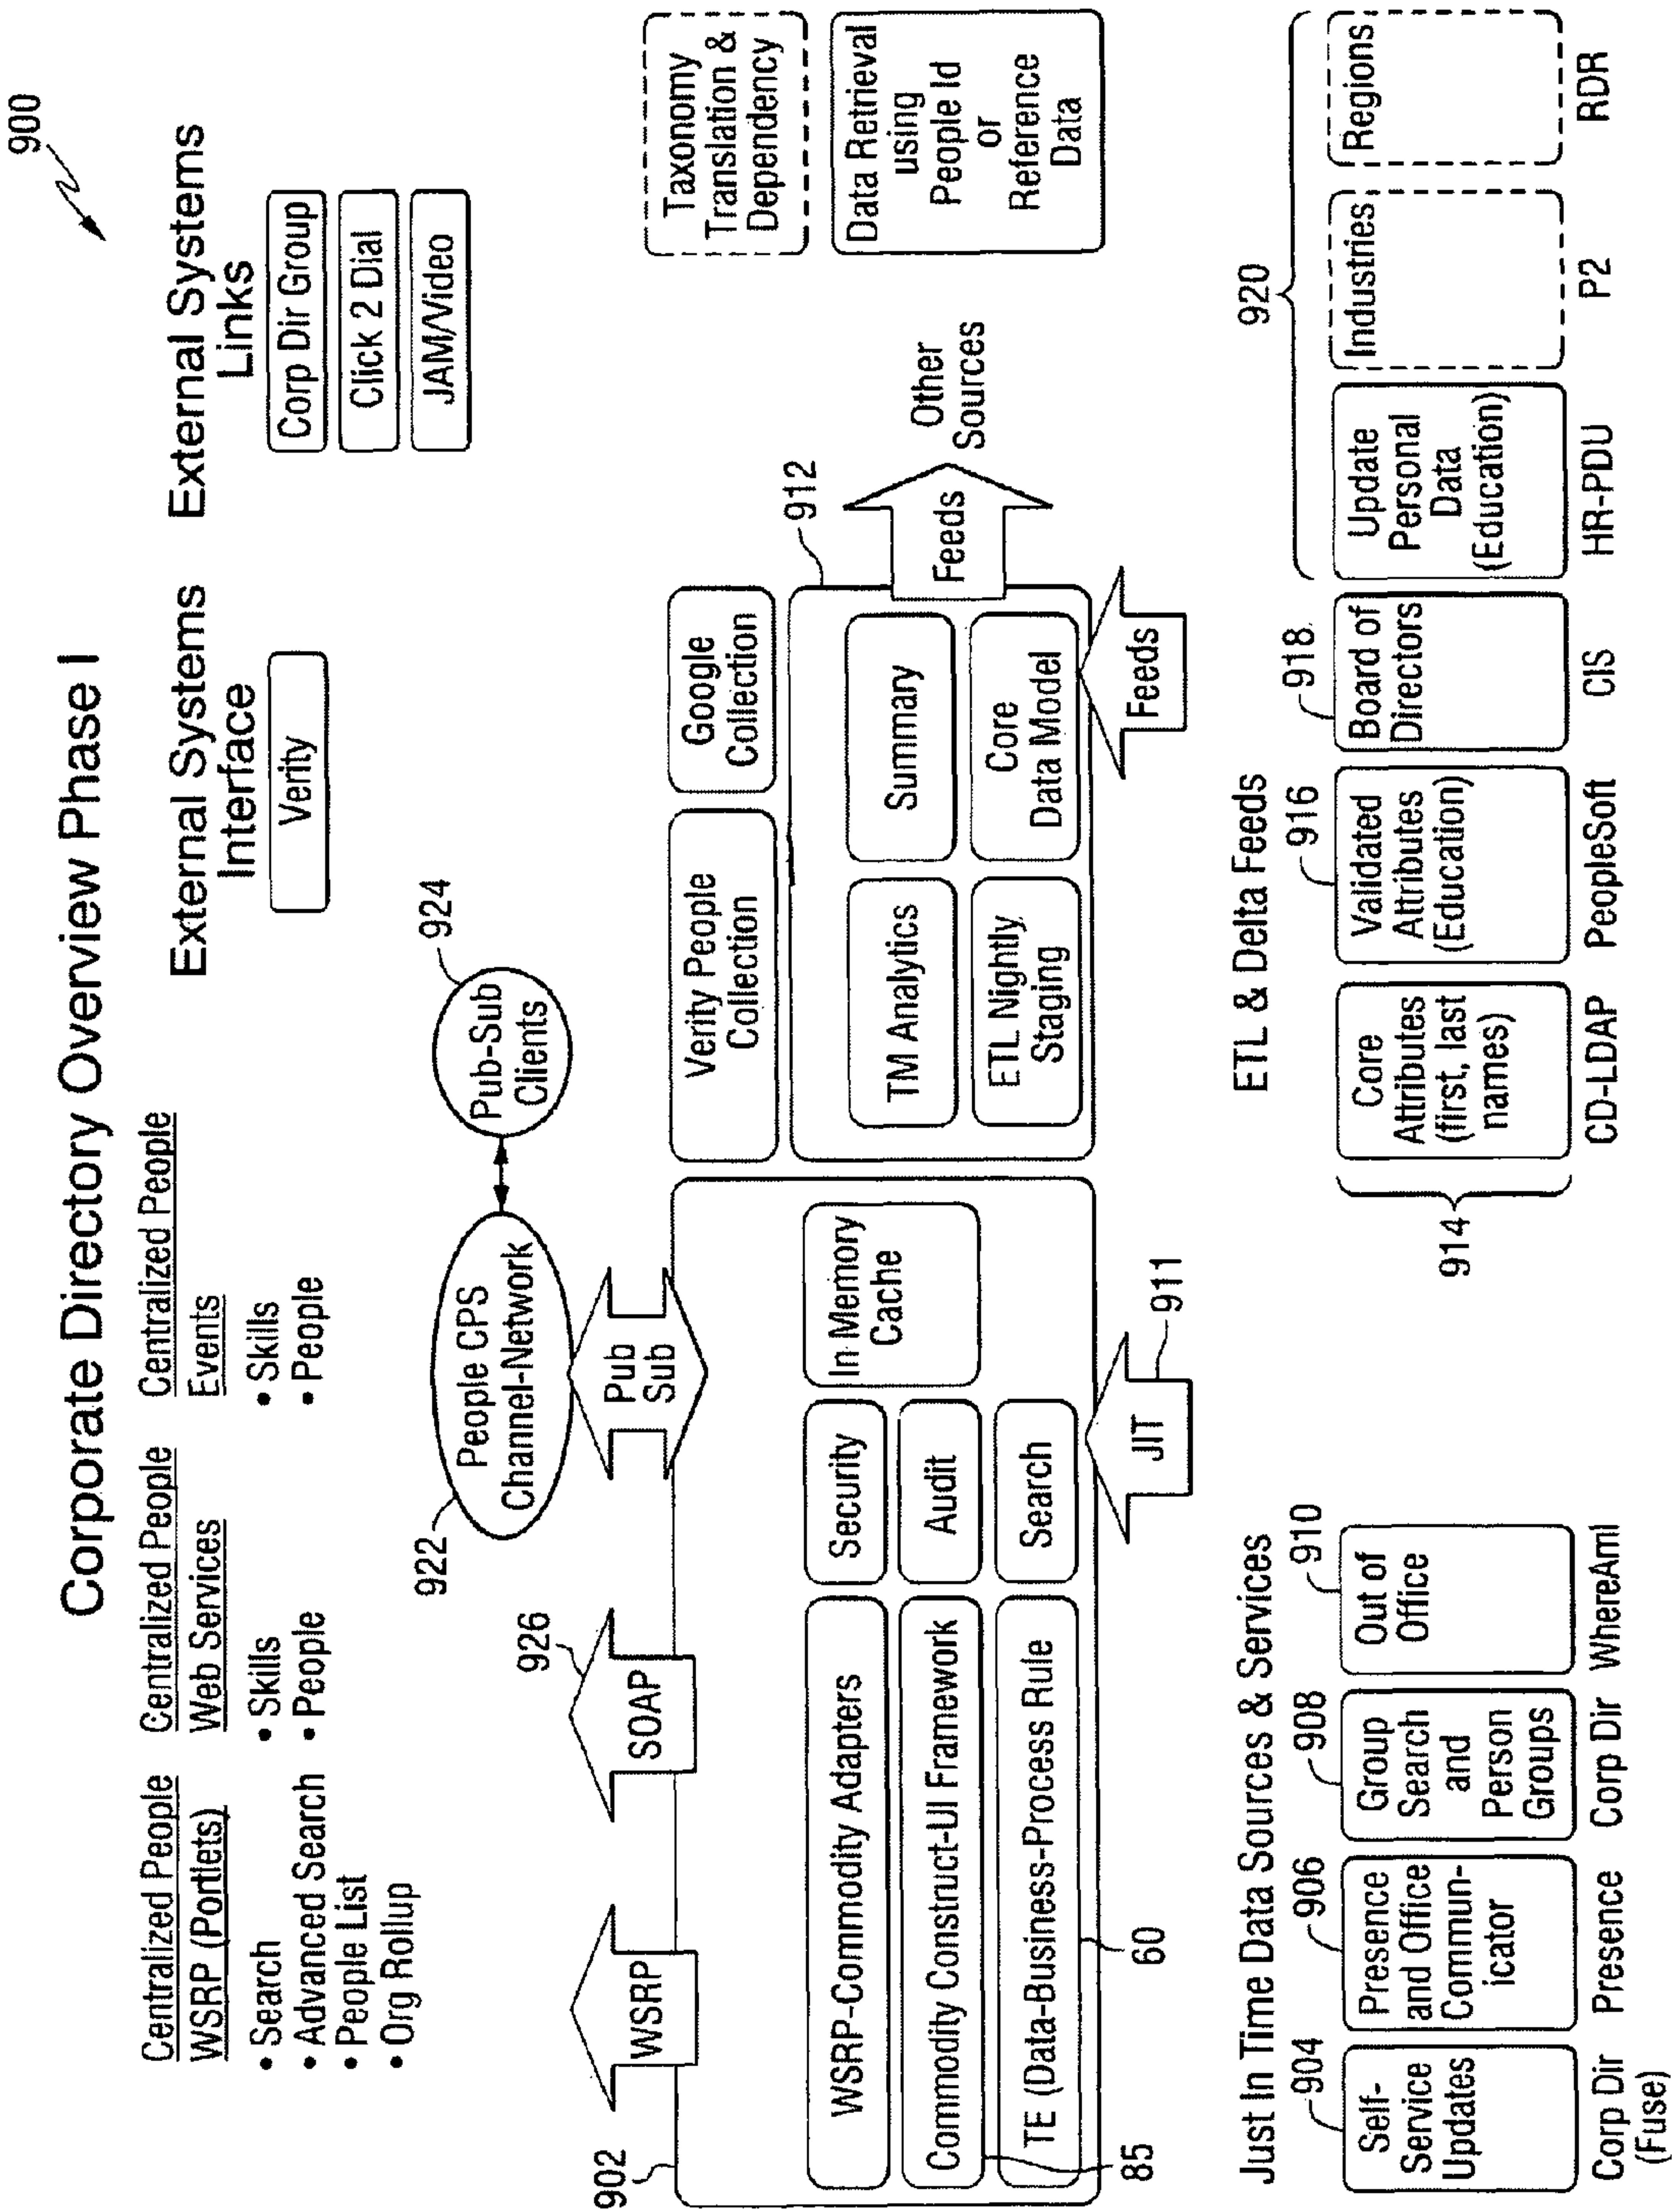 900
Corporate Directory Overview Phase I
Centralized People
WSRP (Portlets)
• Search
• Advanced Search
• People List
• Org Rollup
Centralized People
Web Services
• Skills
• People
Centralized People
Events
• Skills
• People
External Systems
Interface
Verity
External Systems
Links
Corp Dir Group
Click 2 Dial
JAM/Video
922
People CPS
Channel-Network
924
Pub-Sub
Clients
902
WSRP
926
SOAP
Pub
Sub
WSRP-Commodity Adapters
Commodity Construct-UI Framework
TE (Data-Business-Process Rule
Security
Audit
Search
In Memory
Cache
85
60
JIT
911
Verity People
Collection
Google
Collection
912
TM Analytics
Summary
ETL Nightly
Staging
Core
Data Model
Feeds
Feeds
Other
Sources
Taxonomy
Translation &
Dependency
Data Retrieval
using
People Id
or
Reference
Data
Just In Time Data Sources & Services
904
Self-
Service
Updates
Corp Dir
(Fuse)
906
Presence
and Office
Commun-
icator
Presence
908
Group
Search
and
Person
Groups
Corp Dir
910
Out of
Office
WhereAmI
ETL & Delta Feeds
914
Core
Attributes
(first, last
names)
CD-LDAP
916
Validated
Attributes
(Education)
PeopleSoft
918
Board of
Directors
CIS
920
Update
Personal
Data
(Education)
HR-PDU
Industries
P2
Regions
RDR